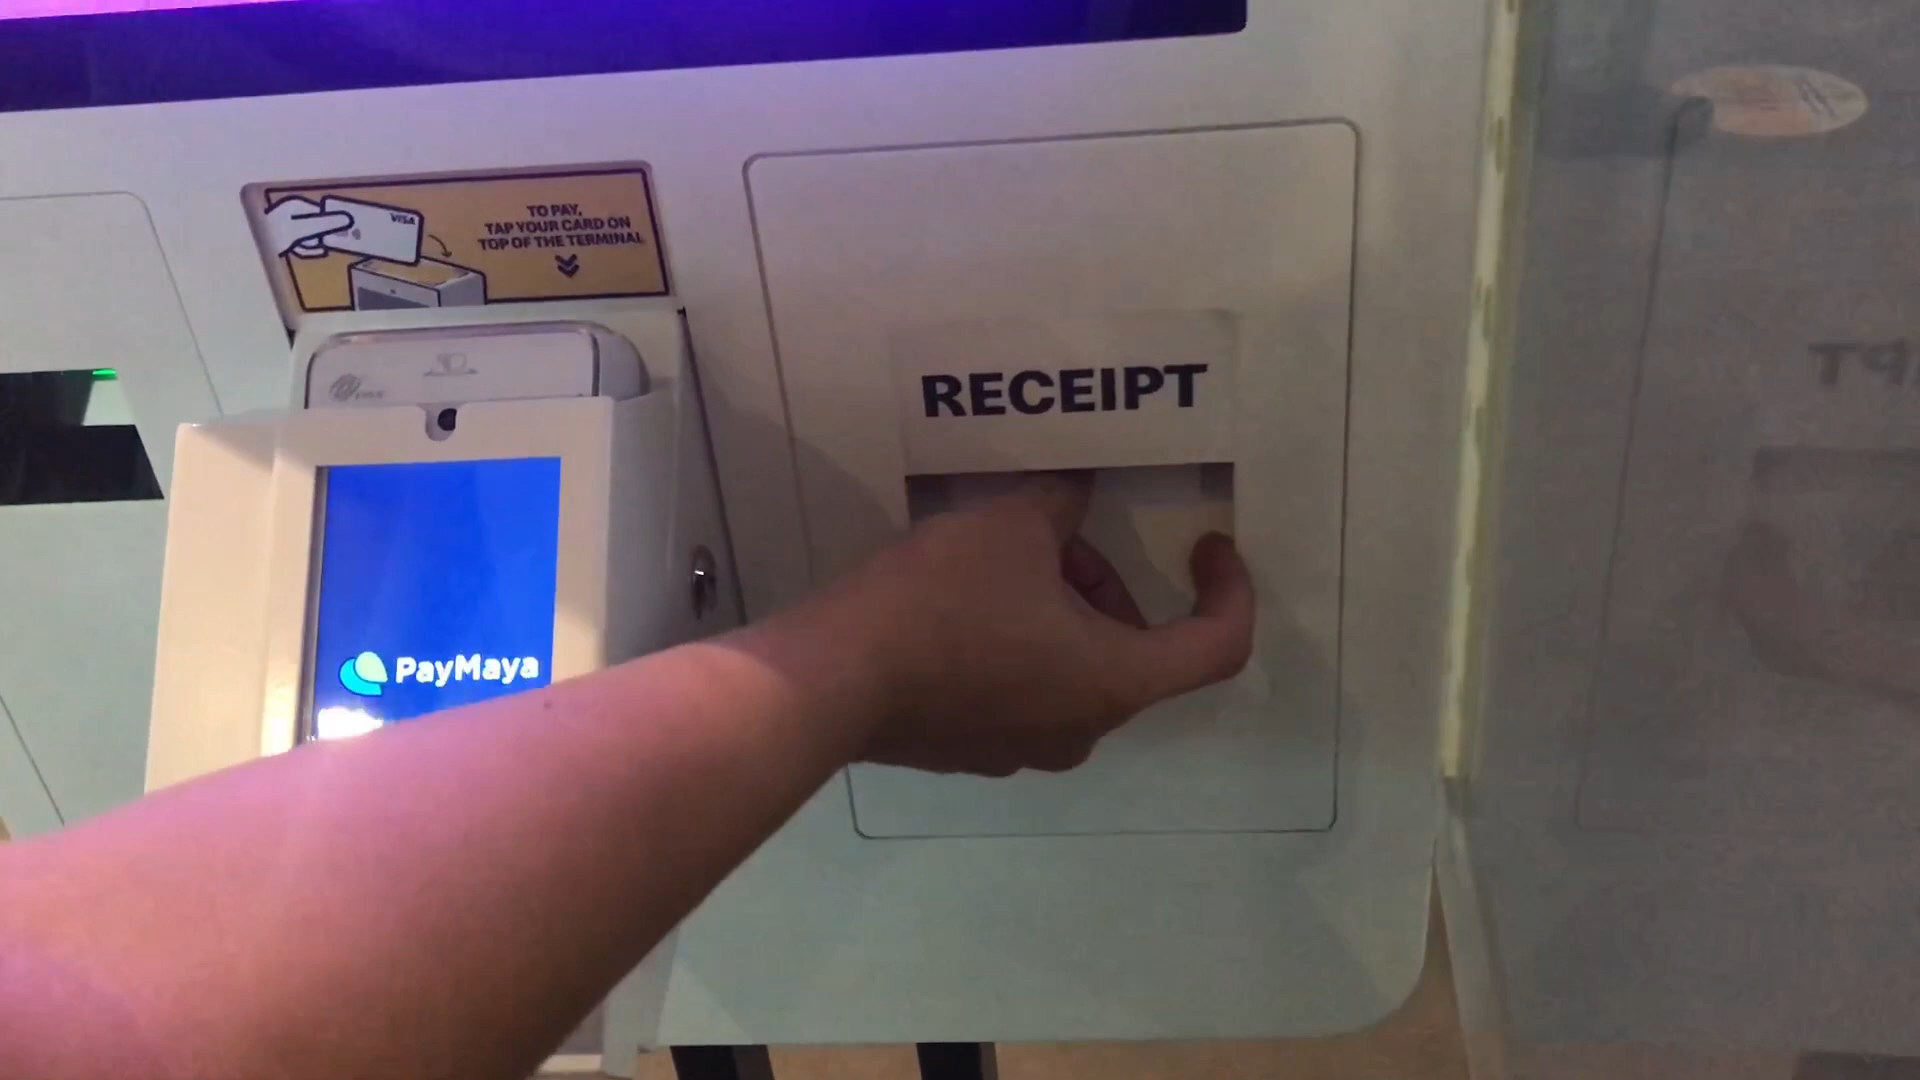 VISA
TO PAY,
TAP YOUR CARD ON
TOP OF THE TERMINAL
RECEIPT
PayMaya